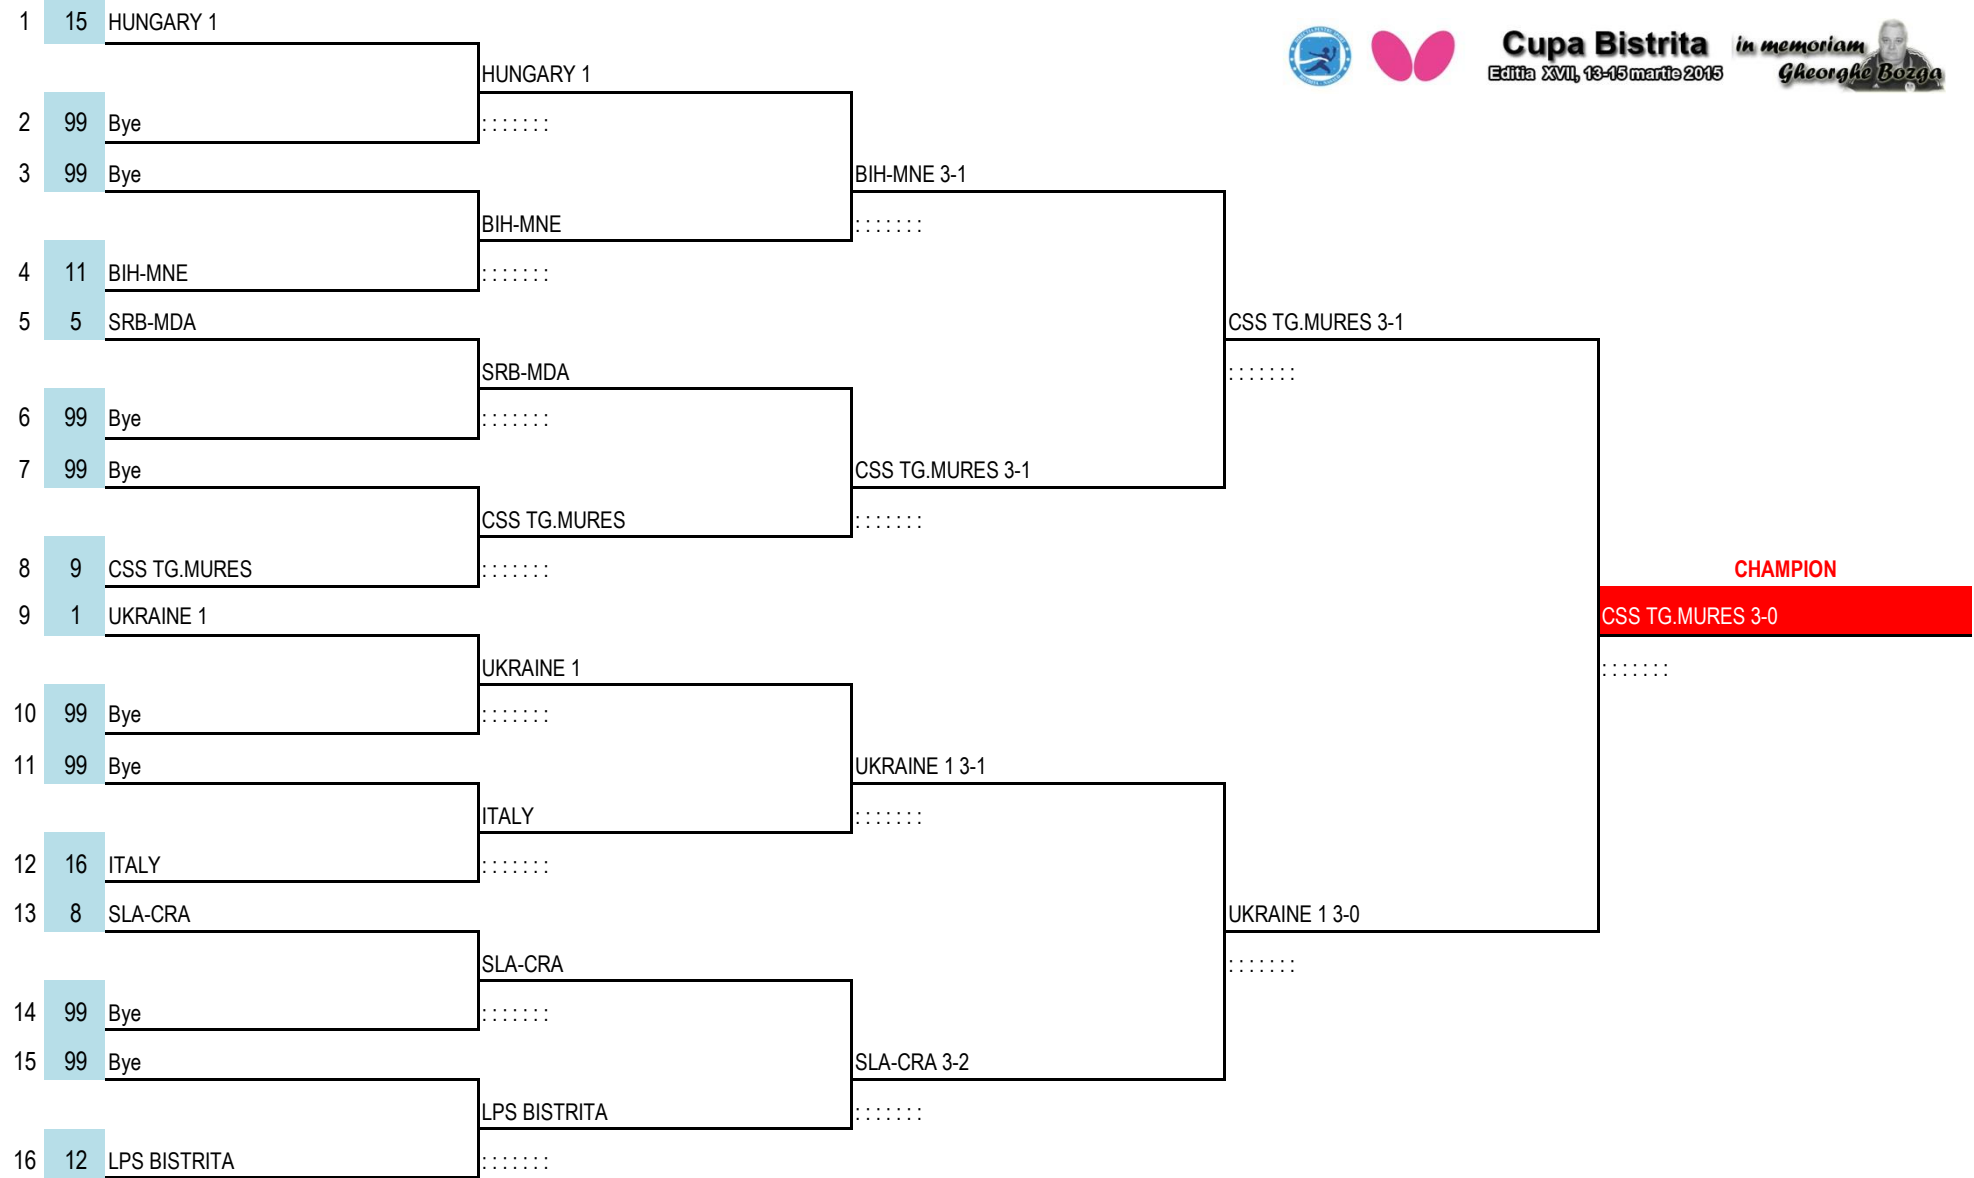 1 15 HUNGARY 1
Cupa Bistrita
Editia XVII, 13-15 martie 2015
in memoriam
Gheorghe Bozga
HUNGARY 1
2 99 Bye
: : : : : : :
3 99 Bye
BIH-MNE 3-1
BIH-MNE
: : : : : : :
4 11 BIH-MNE
: : : : : : :
5 5 SRB-MDA
CSS TG.MURES 3-1
SRB-MDA
: : : : : : :
6 99 Bye
: : : : : : :
7 99 Bye
CSS TG.MURES 3-1
CSS TG.MURES
: : : : : : :
8 9 CSS TG.MURES
: : : : : : :
CHAMPION
9 1 UKRAINE 1
CSS TG.MURES 3-0
UKRAINE 1
: : : : : : :
10 99 Bye
: : : : : : :
11 99 Bye
UKRAINE 1 3-1
ITALY
: : : : : : :
12 16 ITALY
: : : : : : :
13 8 SLA-CRA
UKRAINE 1 3-0
SLA-CRA
: : : : : : :
14 99 Bye
: : : : : : :
15 99 Bye
SLA-CRA 3-2
LPS BISTRITA
: : : : : : :
16 12 LPS BISTRITA
: : : : : : :